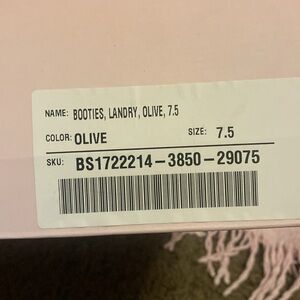 NAME: BOOTIES, LANDRY, OLIVE, 7.5
COLOR: OLIVE SIZE: 7.5
SKU: BS1722214-3850-29075